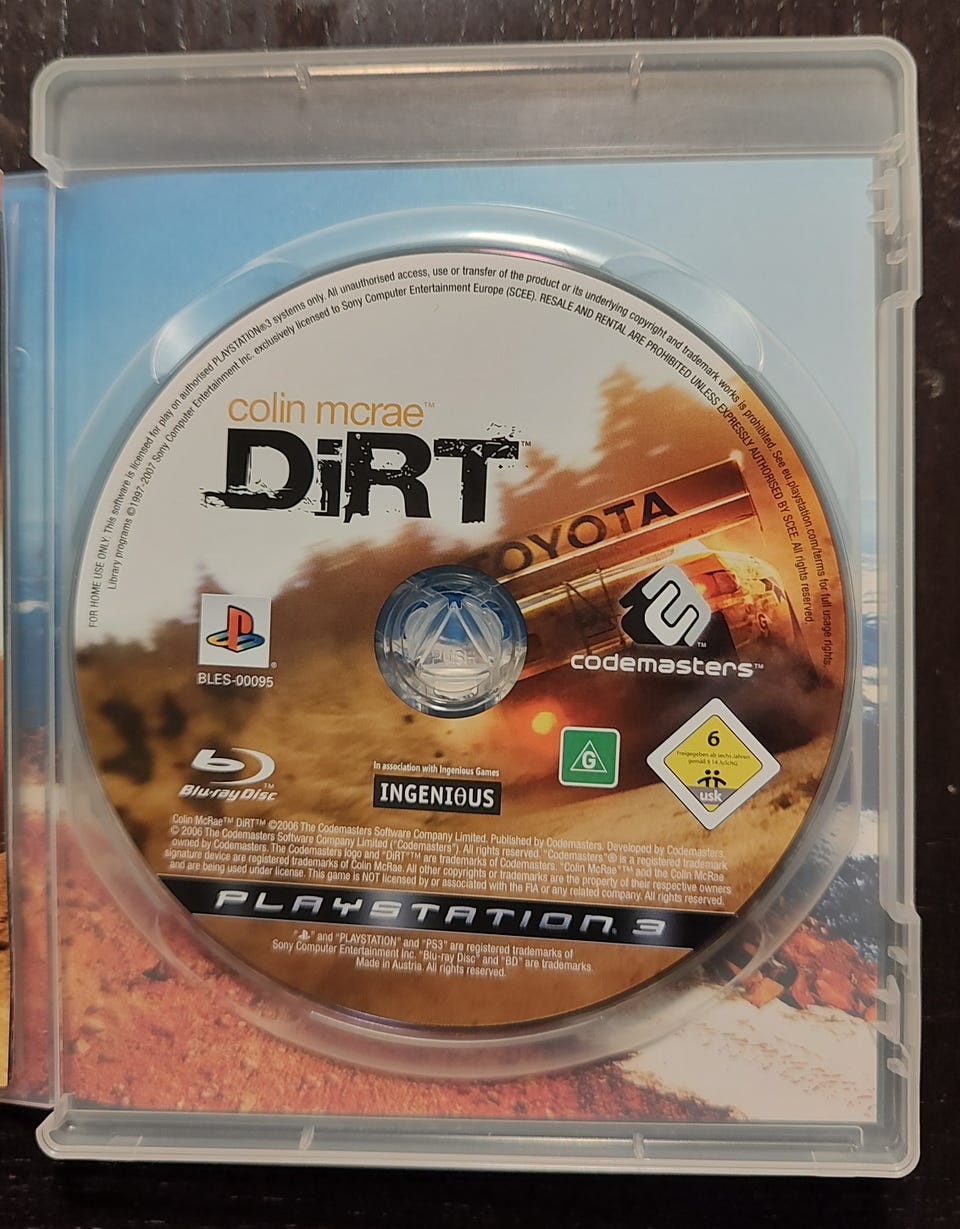 FOR HOME USE ONLY. This software is licensed for play on authorised PLAYSTATION®3 systems only. All unauthorised access, use or transfer of the product or its underlying copyright and trademark works is prohibited. See eu.playstation.com/terms for full usage rights.
Library programs ©1997-2007 Sony Computer Entertainment Inc. exclusively licensed to Sony Computer Entertainment Europe (SCEE). RESALE AND RENTAL ARE PROHIBITED UNLESS EXPRESSLY AUTHORISED BY SCEE. All rights reserved.
colin mcrae™
DiRT™
TOYOTA
PUSH
codemasters™
BLES-00095
6
Freigegeben ab sechs Jahren
gemäß § 14 JuSchG
usk
G
Blu-ray Disc™
In association with Ingenious Games
INGENIOUS
Colin McRae™ DiRT™ ©2006 The Codemasters Software Company Limited. Published by Codemasters. Developed by Codemasters.
© 2006 The Codemasters Software Company Limited ("Codemasters"). All rights reserved. "Codemasters"® is a registered trademark
owned by Codemasters. The Codemasters logo and "DiRT"™ are trademarks of Codemasters. "Colin McRae"™ and the Colin McRae
signature device are registered trademarks of Colin McRae. All other copyrights or trademarks are the property of their respective owners
and are being used under license. This game is NOT licensed by or associated with the FIA or any related company. All rights reserved.
PLAYSTATION®3
"PS" and "PLAYSTATION" and "PS3" are registered trademarks of
Sony Computer Entertainment Inc. "Blu-ray Disc" and "BD" are trademarks.
Made in Austria. All rights reserved.